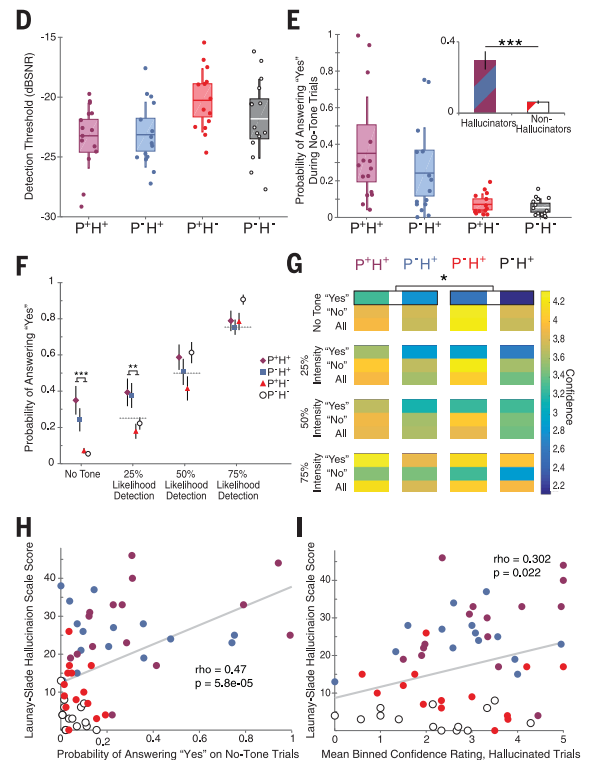 D
Detection Threshold (dBSNR)
-15
-20
-25
-30
P+H+ P-H+ P+H- P-H-
E
Probability of Answering “Yes”
During No-Tone Trials
1
0.8
0.6
0.4
0.2
0
P+H+ P-H+ P+H- P-H-
0.4
0
***
Hallucinators
Non-
Hallucinators
F
Probability of Answering “Yes”
1.0
0.8
0.6
0.4
0.2
0
***
**
P+H+
P-H+
P+H-
P-H-
No Tone
25%
Likelihood
Detection
50%
Likelihood
Detection
75%
Likelihood
Detection
G
P+H+ P-H+ P-H+ P-H+
*
No Tone
“Yes”
“No”
All
25%
Intensity
“Yes”
“No”
All
50%
Intensity
“Yes”
“No”
All
75%
Intensity
“Yes”
“No”
All
4.2
4
3.8
3.6
3.4
3.2
3
2.8
2.6
2.4
2.2
Confidence
H
Launay-Slade Hallucinaion Scale Score
50
40
30
20
10
0
0 0.2 0.4 0.6 0.8 1
rho = 0.47
p = 5.8e-05
Probability of Answering “Yes” on No-Tone Trials
I
Launay-Slade Hallucinaion Scale Score
50
40
30
20
10
0
0 1 2 3 4 5
rho = 0.302
p = 0.022
Mean Binned Confidence Rating, Hallucinated Trials